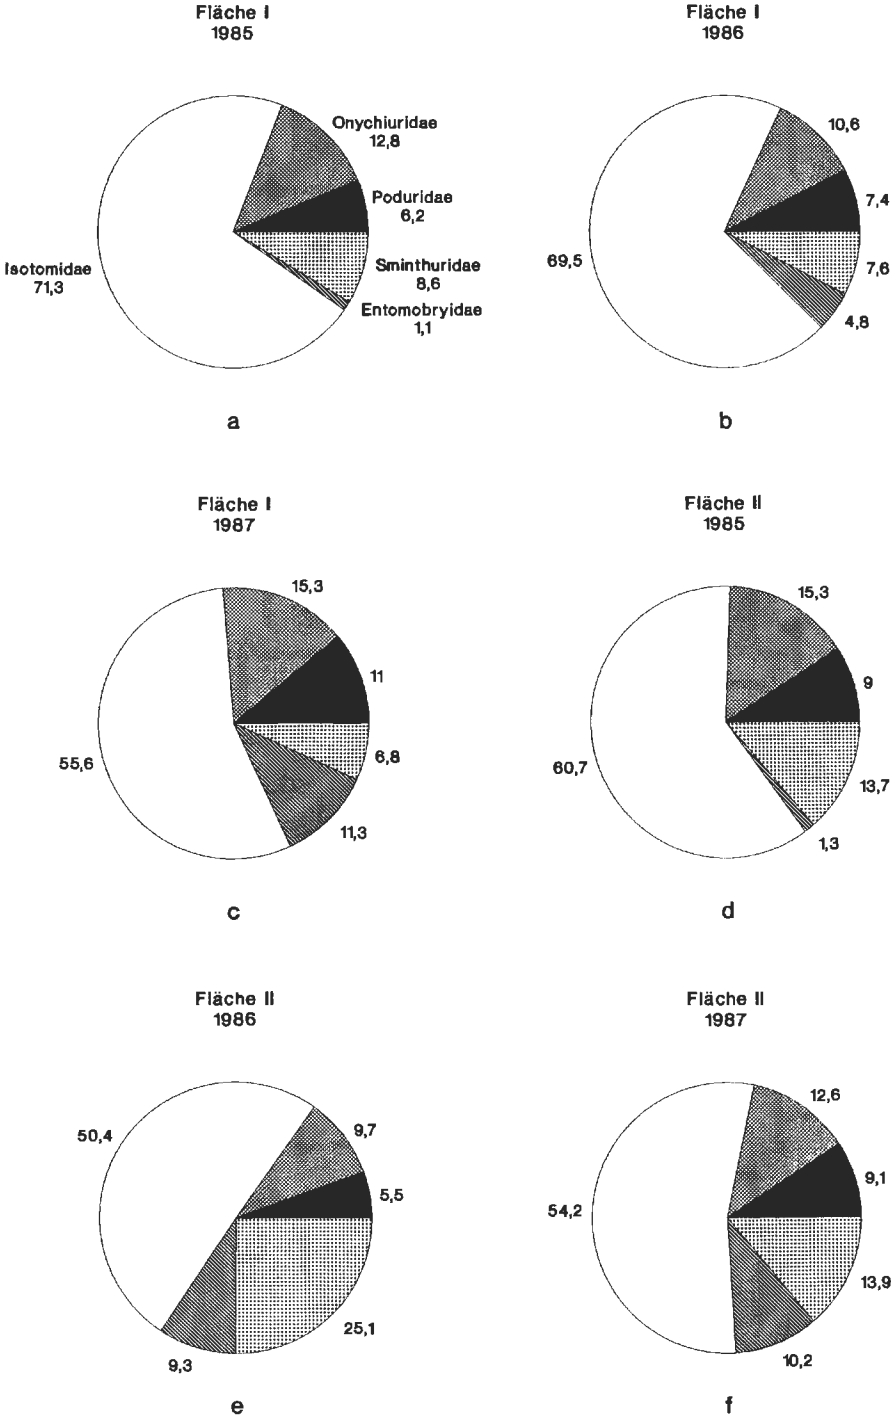 Fläche I
1985
Onychiuridae
12,8
Poduridae
6,2
Isotomidae
71,3
Sminthuridae
8,6
Entomobryidae
1,1
a
Fläche I
1986
10,6
7,4
69,5
7,6
4,8
b
Fläche I
1987
15,3
11
55,6
6,8
11,3
c
Fläche II
1985
15,3
9
60,7
13,7
1,3
d
Fläche II
1986
50,4
9,7
5,5
25,1
9,3
e
Fläche II
1987
12,6
9,1
54,2
13,9
10,2
f